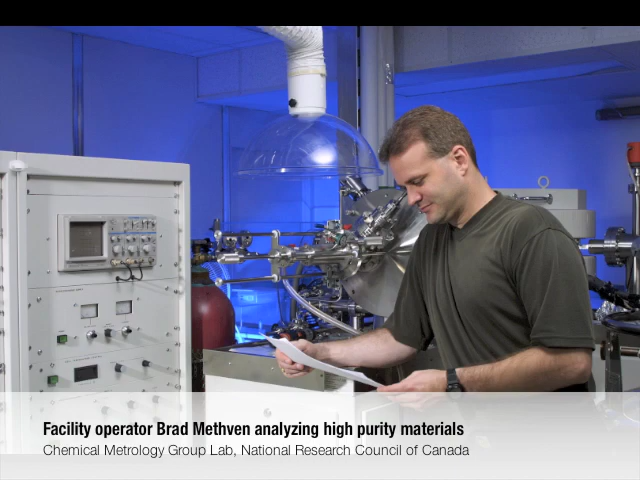 Facility operator Brad Methven analyzing high purity materials
Chemical Metrology Group Lab, National Research Council of Canada